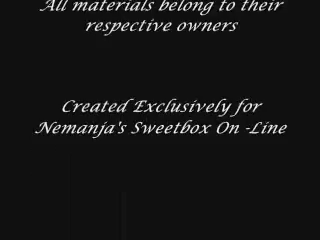 All materials belong to their
respective owners
Created Exclusively for
Nemanja's Sweetbox On -Line